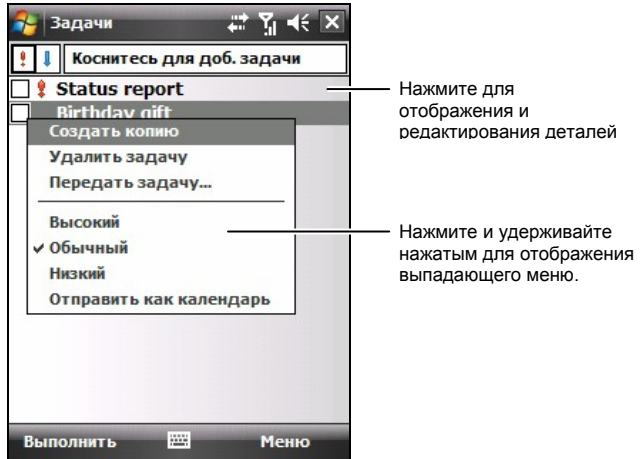 Задачи
Коснитесь для доб. задачи
Status report
Birthday gift
Создать копию
Удалить задачу
Передать задачу...
Высокий
Обычный
Низкий
Отправить как календарь
Выполнить Меню
Нажмите для
отображения и
редактирования деталей
Нажмите и удерживайте
нажатым для отображения
выпадающего меню.